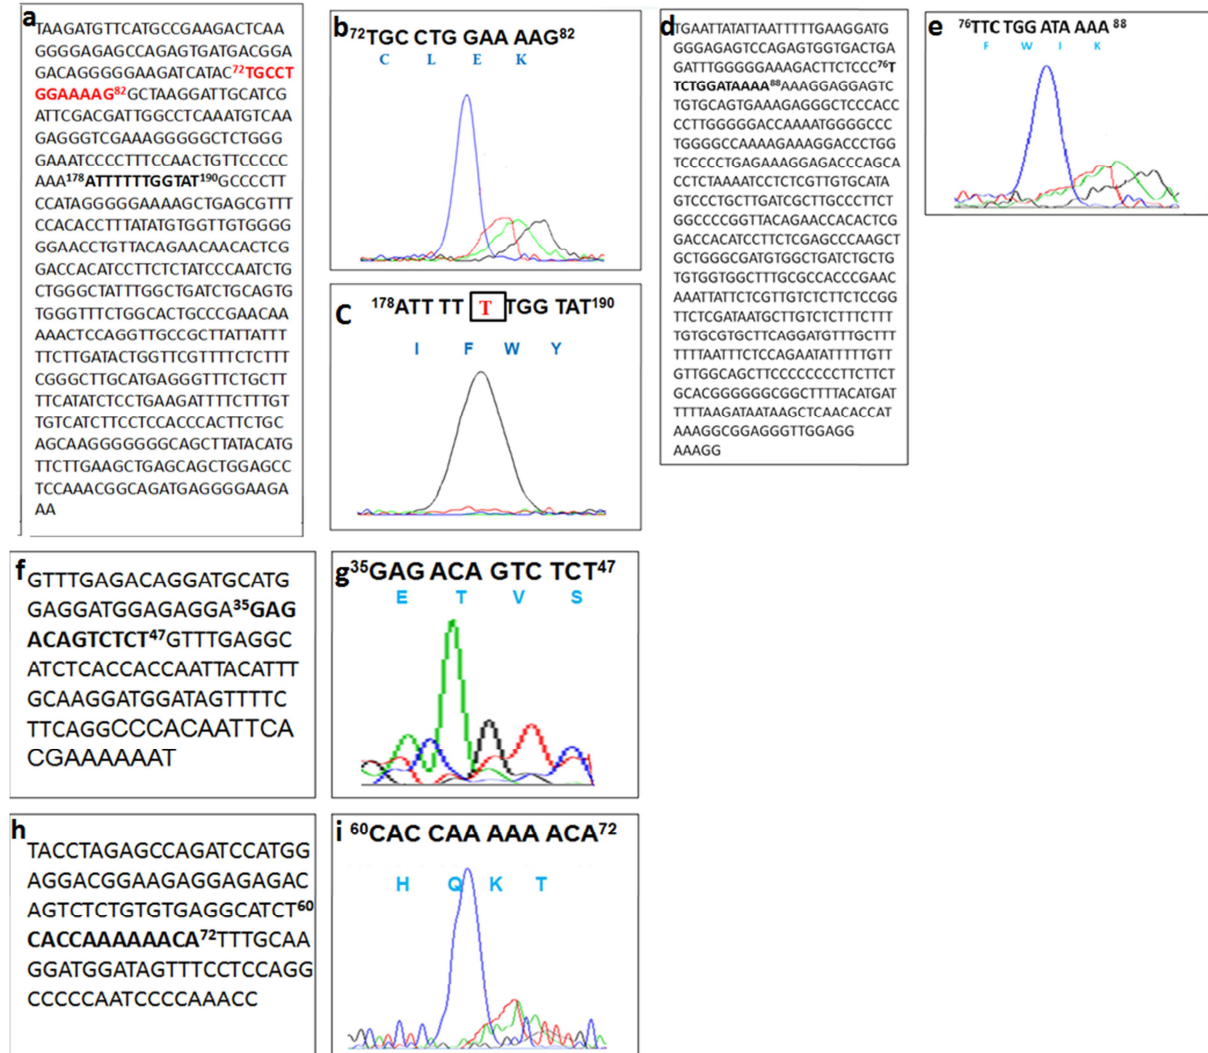 a
TAAGATGTTCATGCCGAAGACTCAA
GGGGAGAGCCAGAGTGATGACGGA
GACAGGGGGAAGATCATAC⁷²TGCCT
GGAAAAG⁸²GCTAAGGATTGCATCG
ATTCGACGATTGGCCTCAAATGTCAA
GAGGGTCGAAAGGGGGCTCTGGG
GAAATCCCCTTTCCAACTGTTCCCCC
AAA¹⁷⁸ATTTTTTGGTAT¹⁹⁰GCCCCTT
CCATAGGGGGAAAAGCTGAGCGTTT
CCACACCTTTATATGTGGTTGTGGGG
GGAACCTGTTACAGAACAACACTCG
GACCACATCCTTCTCTATCCCAATCTG
CTGGGCTATTTGGCTGATCTGCAGTG
TGGGTTTCTGGCACTGCCCGAACAA
AAACTCCAGGTTGCCGCTTATTATTT
TTCTTGATACTGGTTCGTTTTCTCTTT
CGGGCTTGCATGAGGGTTTCTGCTT
TTCATATCTCCTGAAGATTTTCTTTGT
TGTCATCTTCCTCCACCCACTTCTGC
AGCAAGGGGGGGCAGCTTATACATG
TTCTTGAAGCTGAGCAGCTGGAGCC
TCCAAACGGCAGATGAGGGGAAGA
AA
b
⁷²TGC CTG GAA AAG⁸²
C L E K
C
¹⁷⁸ATT TT T TGG TAT¹⁹⁰
I F W Y
d
TGAATTATATTAATTTTTGAAGGATG
GGGAGAGTCCAGAGTGGTGACTGA
GATTTGGGGGAAAGACTTCTCCC⁷⁶T
TCTGGATAAAA⁸⁸AAAGGAGGAGTC
TGTGCAGTGAAAGAGGGCTCCCACC
CCTTGGGGGACCAAAATGGGGCCC
TGGGGCCAAAAGAAAGGACCCTGG
TCCCCCTGAGAAAGGAGACCCAGCA
CCTCTAAAATCCTCTCGTTGTGCATA
GTCCCTGCTTGATCGCTTGCCCTTCT
GGCCCCGGTTACAGAACCACACTCG
GACCACATCCTTCTCGAGCCCAAGCT
GCTGGGCGATGTGGCTGATCTGCTG
TGTGGTGGCTTTGCGCCACCCGAAC
AAATTATTCTCGTTGTCTCTTCTCCGG
TTCTCGATAATGCTTGTCTCTTTCTTT
TGTGCGTGCTTCAGGATGTTTGCTTT
TTTTAATTTCTCCAGAATATTTTTGTT
GTTGGCAGCTTCCCCCCCCTTCTTCT
GCACGGGGGGCGGCTTTTACATGAT
TTTTAAGATAATAAGCTCAACACCAT
AAAGGCGGAGGGTTGGAGG
AAAGG
e
⁷⁶TTC TGG ATA AAA ⁸⁸
F W I K
f
GTTTGAGACAGGATGCATG
GAGGATGGAGAGGA³⁵GAG
ACAGTCTCT⁴⁷GTTTGAGGC
ATCTCACCACCAATTACATTT
GCAAGGATGGATAGTTTTC
TTCAGGCCCACAATTCA
CGAAAAAAT
g
³⁵GAG ACA GTC TCT⁴⁷
E T V S
h
TACCTAGAGCCAGATCCATGG
AGGACGGAAGAGGAGAGAC
AGTCTCTGTGTGAGGCATCT⁶⁰
CACCAAAAAACA⁷²TTTGCAA
GGATGGATAGTTTCCTCCAGG
CCCCCAATCCCCAAACC
i
⁶⁰CAC CAA AAA ACA⁷²
H Q K T